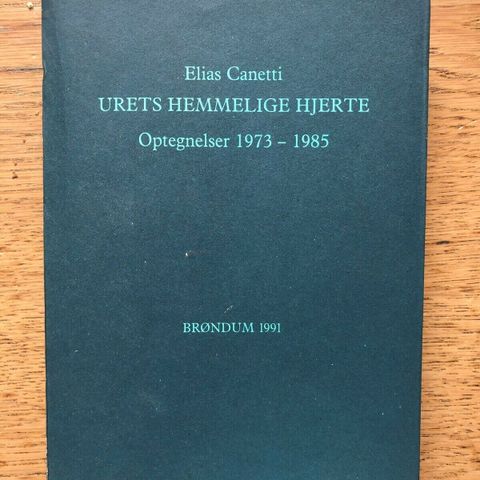 Elias Canetti
URETS HEMMELIGE HJERTE
Optegnelser 1973 – 1985
BRØNDUM 1991